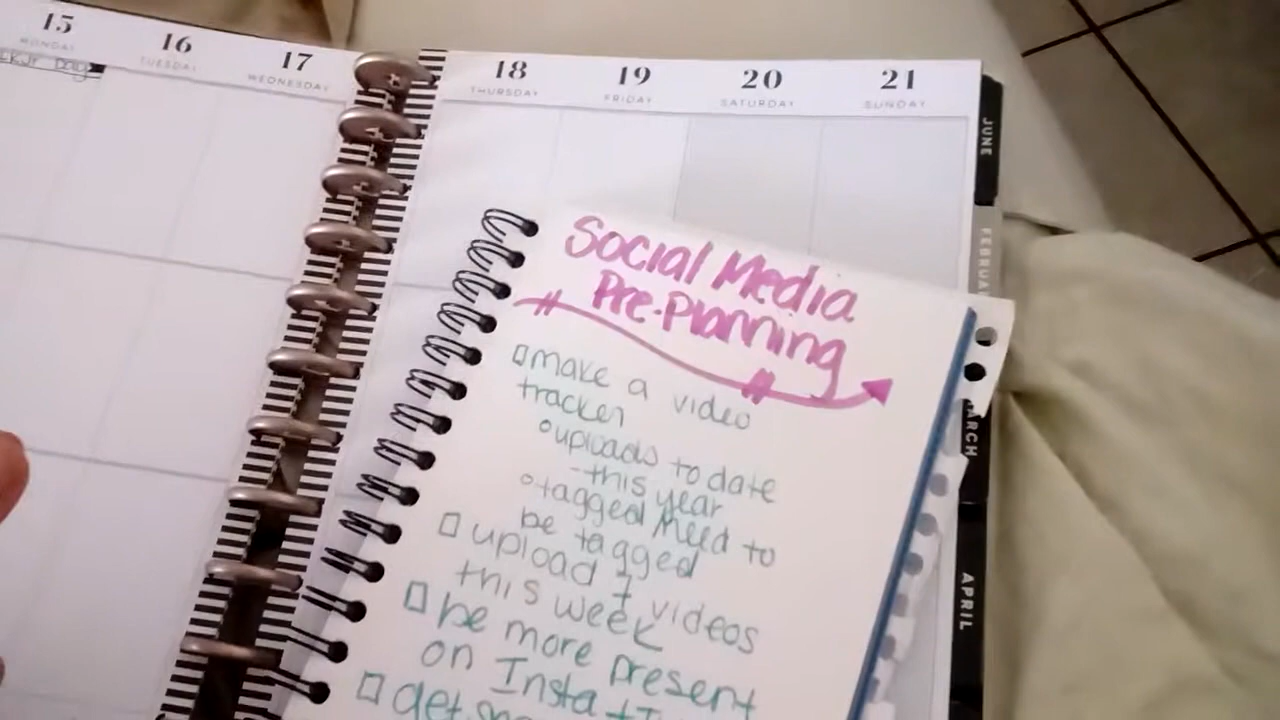 15 16 17 18 19 20 21
MONDAY TUESDAY WEDNESDAY THURSDAY FRIDAY SATURDAY SUNDAY
JUNE
Social Media
Pre-Planning
make a video
tracker
uploads to date
- this year
tagged/need to
be tagged
upload 7 videos
this week
be more present
on Insta +
get
ARCH
APRIL